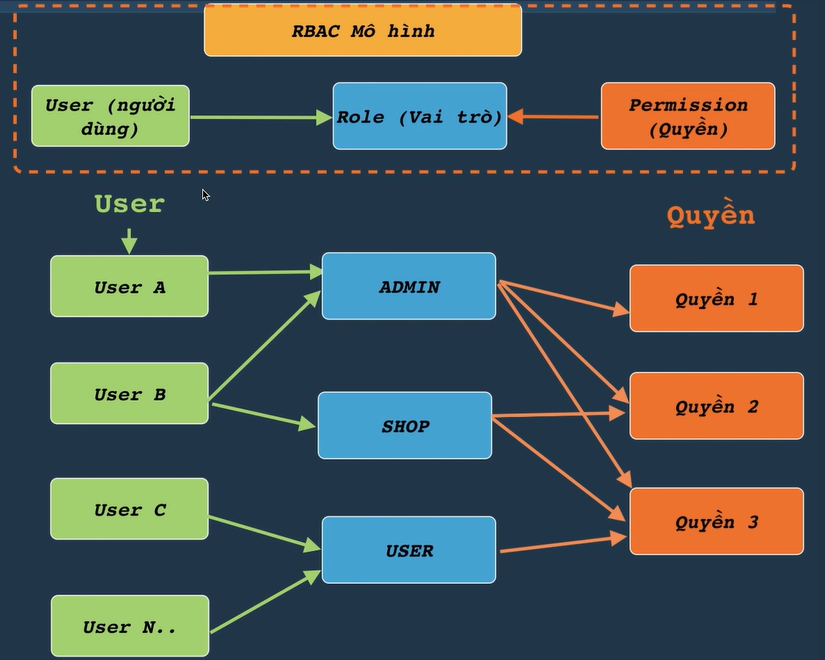 RBAC Mô hình
User (người
dùng)
Role (Vai trò)
Permission
(Quyền)
User
Quyền
User A
ADMIN
Quyền 1
User B
SHOP
Quyền 2
User C
USER
Quyền 3
User N..